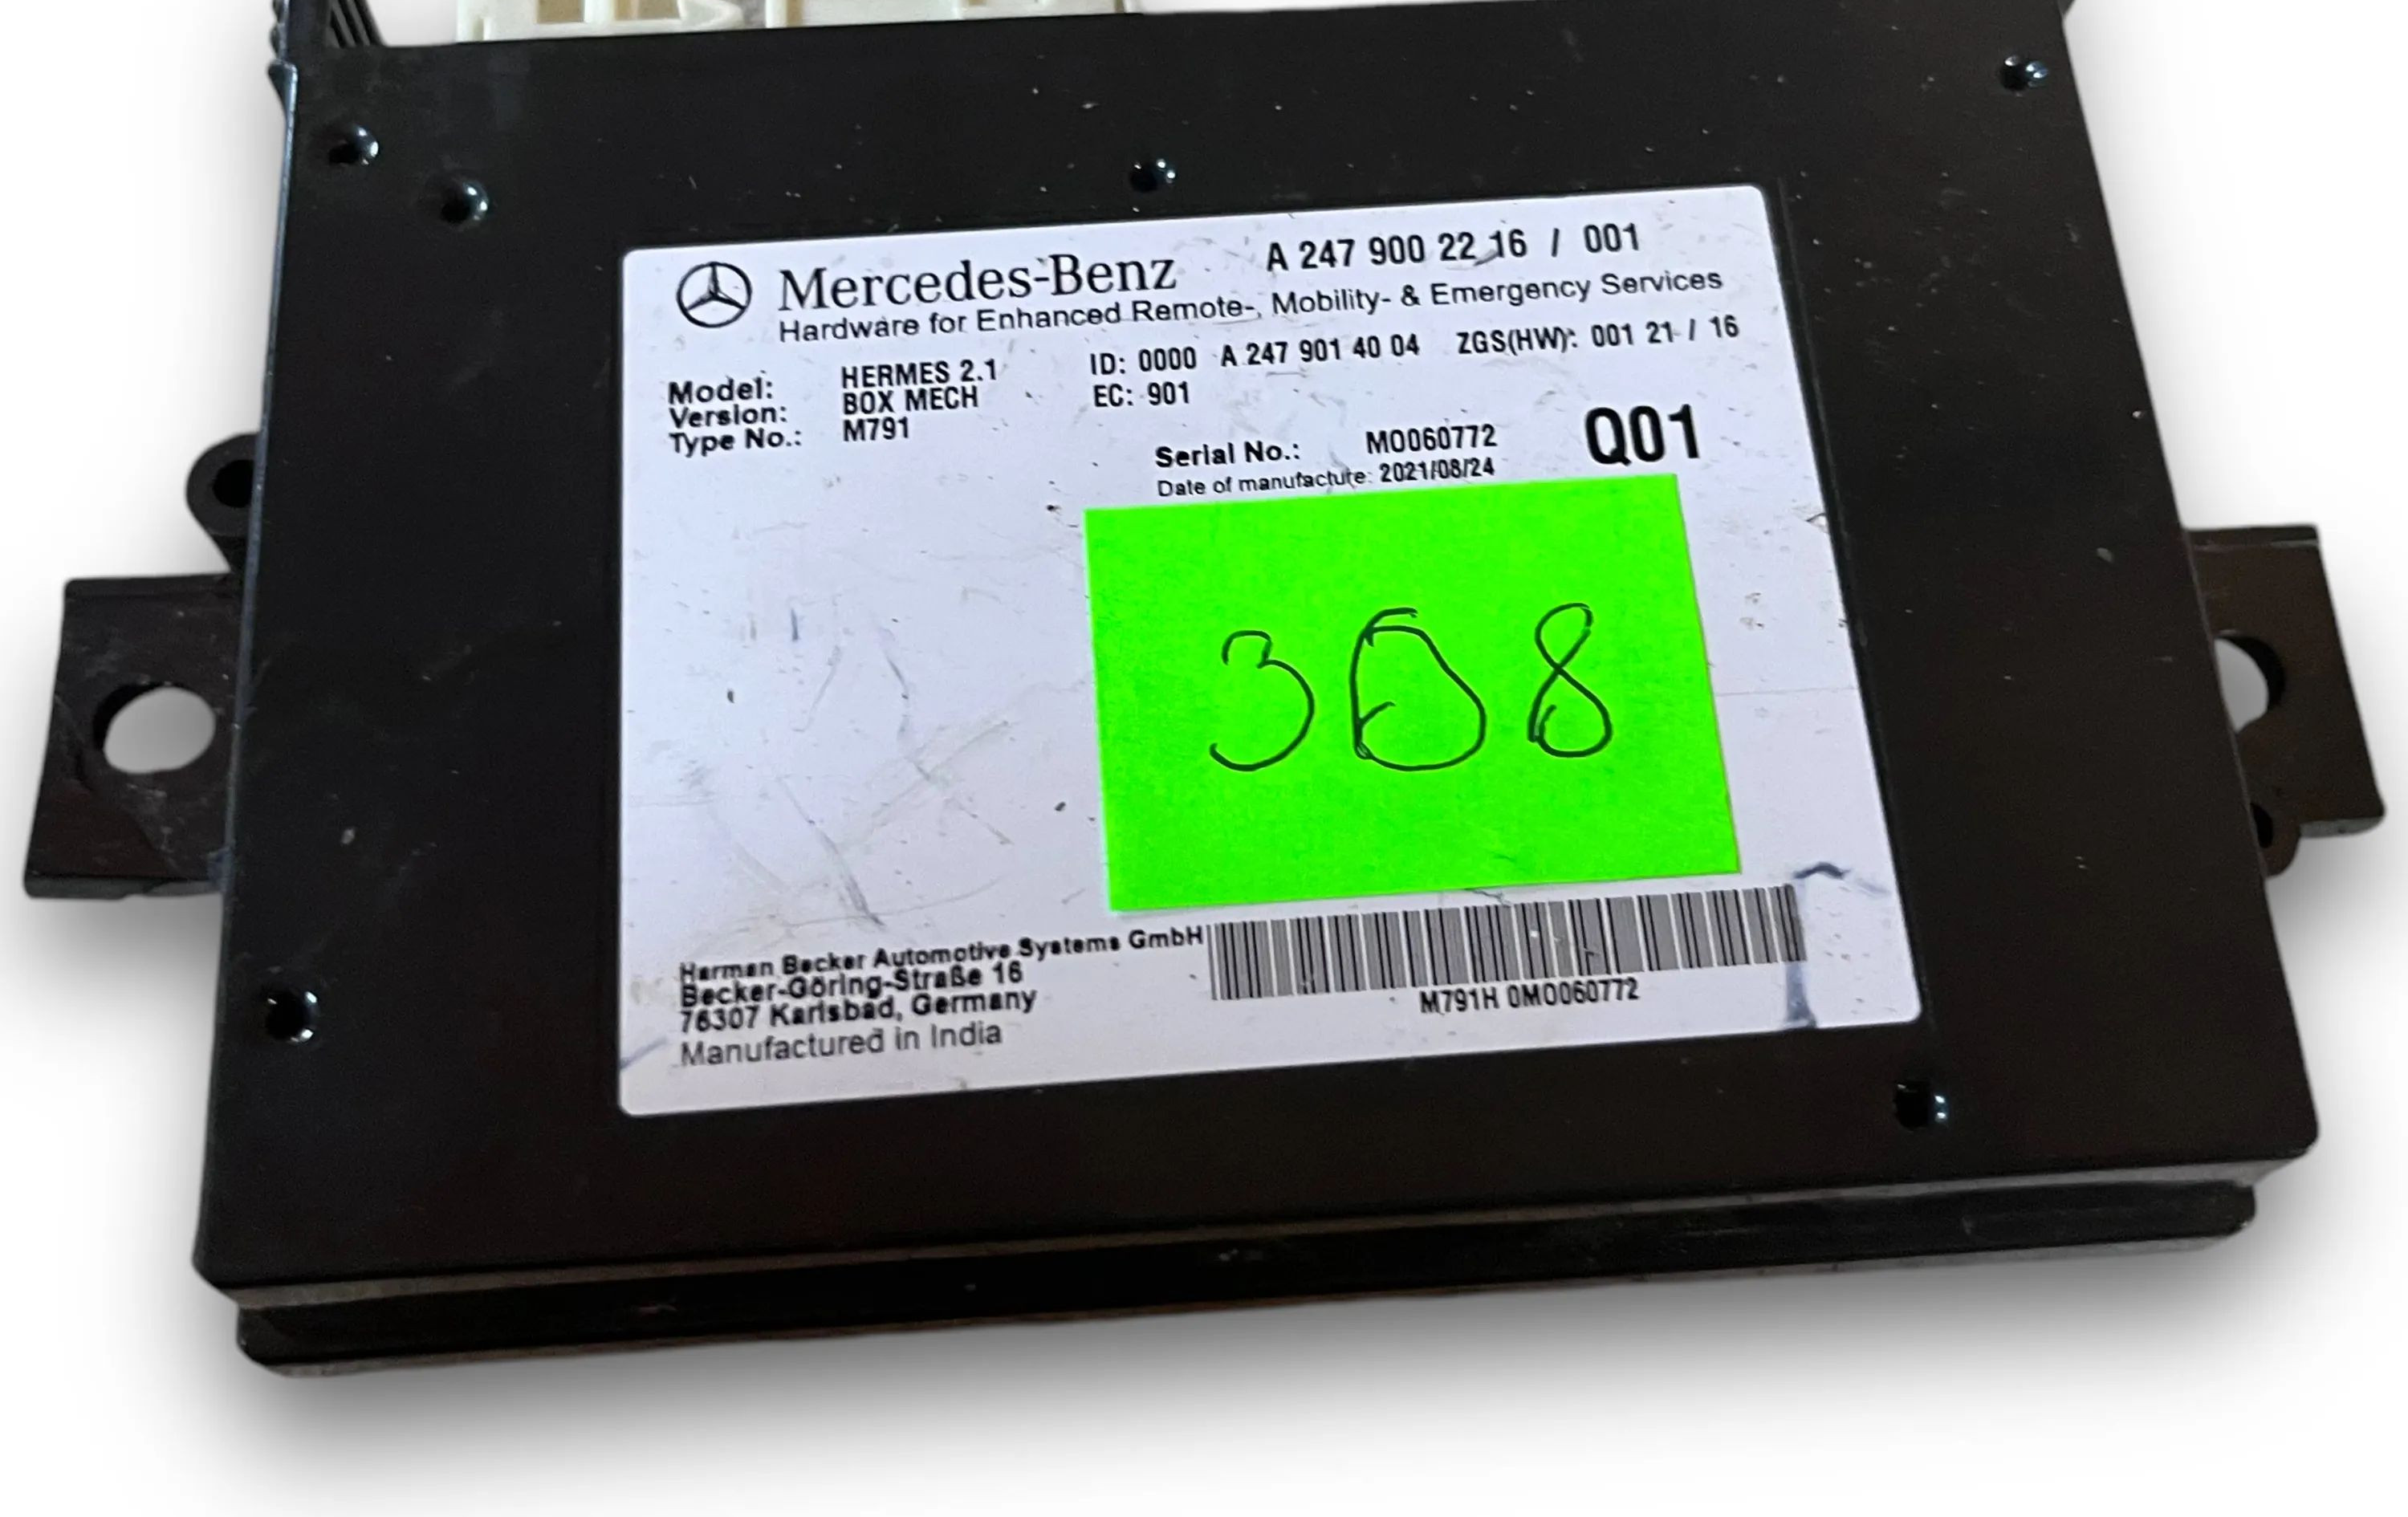 Mercedes-Benz A 247 900 22 16 / 001
Hardware for Enhanced Remote-, Mobility- & Emergency Services
Model: HERMES 2.1 ID: 0000 A 247 901 40 04 ZGS(HW): 001 21 / 16
Version: BOX MECH EC: 901
Type No.: M791
Serial No.: M0060772 Q01
Date of manufacture: 2021/08/24
308
Harman Becker Automotive Systems GmbH
Becker-Göring-Straße 16
76307 Karlsbad, Germany
Manufactured in India
M791H 0M0060772